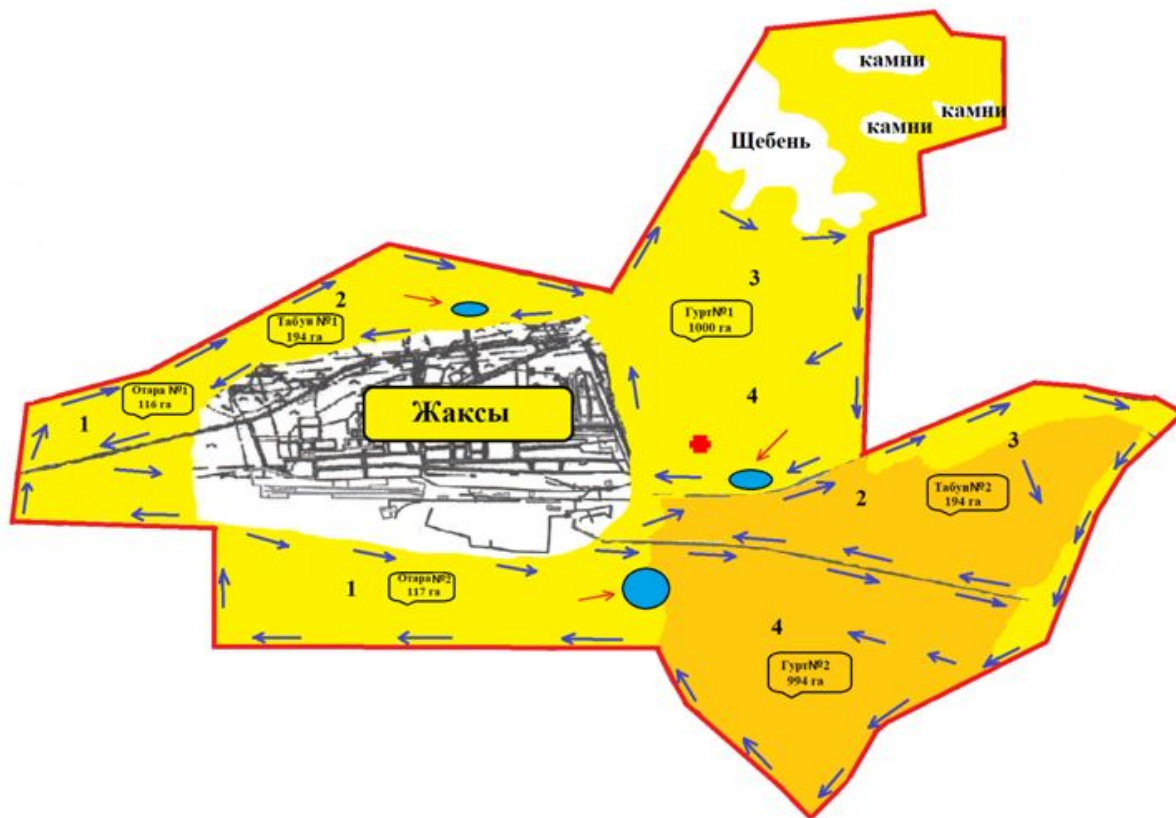 камни
камни
камни
Щебень
3
Гурт№1
1000 га
2
Табун №1
194 га
Отара №1
116 га
1
4
Жаксы
3
2
Табун№2
194 га
1
Отара№2
117 га
4
Гурт№2
994 га